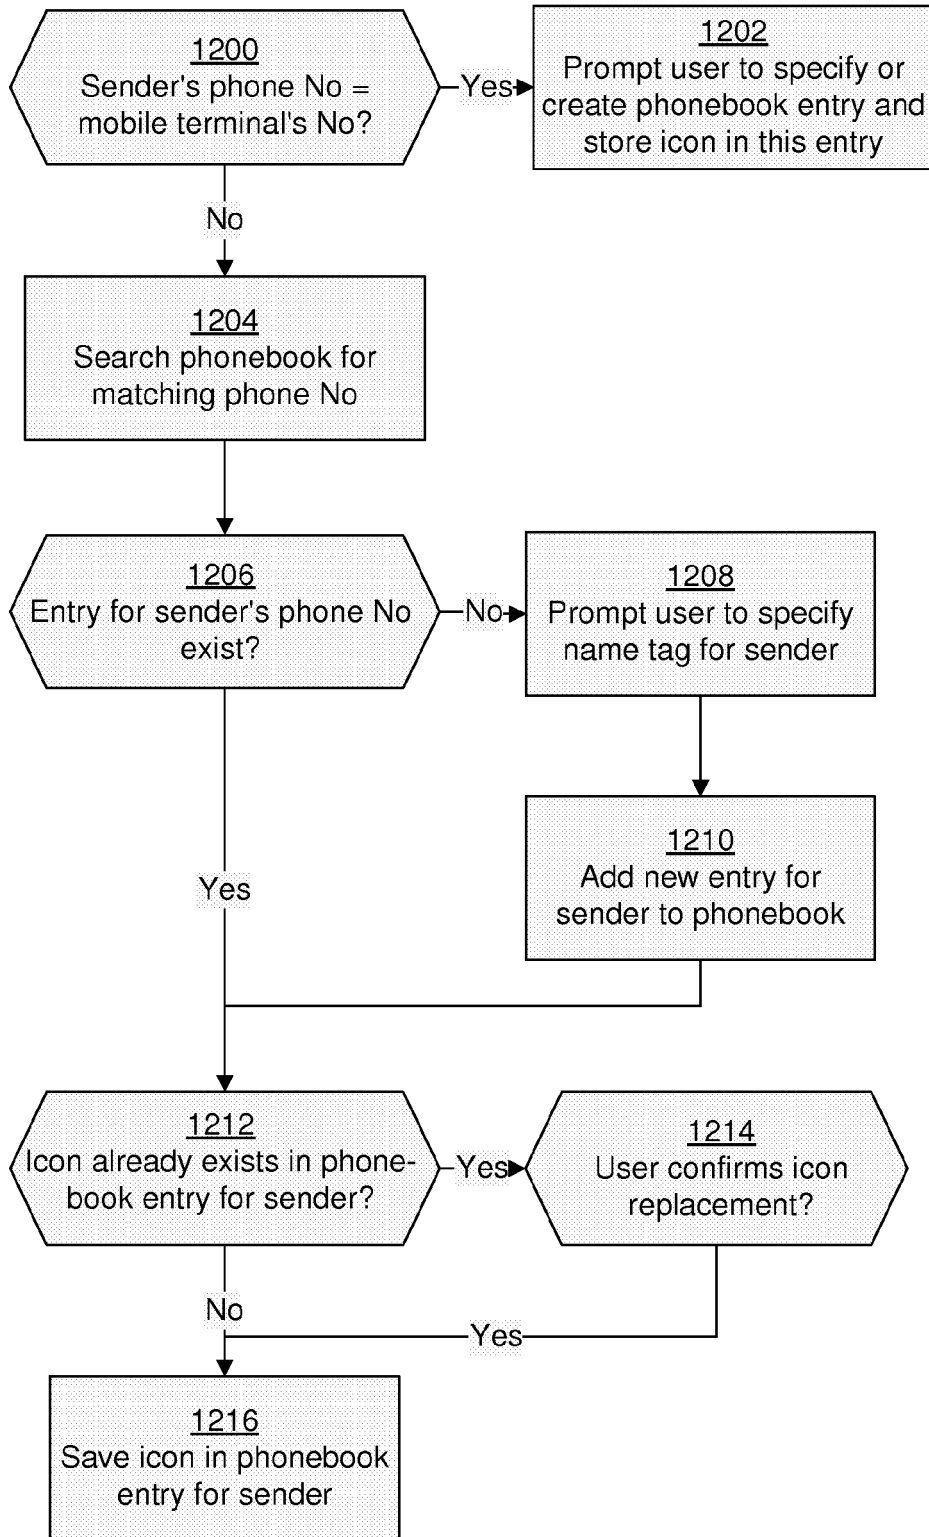 1200
Sender's phone No =
mobile terminal's No?
Yes
1202
Prompt user to specify or
create phonebook entry and
store icon in this entry
No
1204
Search phonebook for
matching phone No
1206
Entry for sender's phone No
exist?
No
1208
Prompt user to specify
name tag for sender
1210
Add new entry for
sender to phonebook
Yes
1212
Icon already exists in phone-
book entry for sender?
Yes
1214
User confirms icon
replacement?
No
Yes
1216
Save icon in phonebook
entry for sender